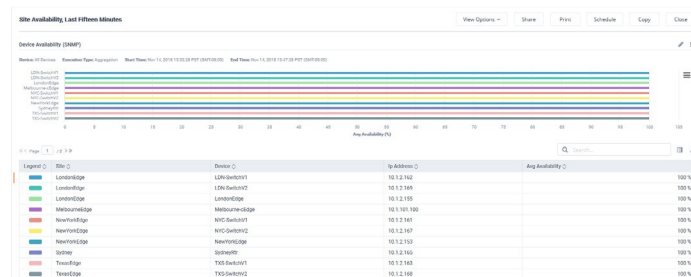 Site Availability, Last Fifteen Minutes
View Options
Share
Print
Schedule
Copy
Close
Device Availability (SNMP)
Device: All Devices Execution Type: Aggregation Start Time: Nov 14, 2018 15:32:28 PST (GMT-08:00) End Time: Nov 14, 2018 15:47:28 PST (GMT-08:00)
LDN-SwitchV1
LDN-SwitchV2
LondonEdge
Melbourne-cEdge
NYC-SwitchV1
NYC-SwitchV2
NewYorkEdge
SydneyRtr
TXS-SwitchV1
TXS-SwitchV2
0 5 10 15 20 25 30 35 40 45 50 55 60 65 70 75 80 85 90 95 100 105
Avg Availability (%)
<< Page 1 >>
Search...
Legend Site Device Ip Address Avg Availability
LondonEdge LDN-SwitchV1 10.1.2.162 100 %
LondonEdge LDN-SwitchV2 10.1.2.169 100 %
LondonEdge LondonEdge 10.1.2.155 100 %
MelbourneEdge Melbourne-cEdge 10.1.101.100 100 %
NewYorkEdge NYC-SwitchV1 10.1.2.161 100 %
NewYorkEdge NYC-SwitchV2 10.1.2.167 100 %
NewYorkEdge NewYorkEdge 10.1.2.153 100 %
Sydney SydneyRtr 10.1.2.165 100 %
TexasEdge TXS-SwitchV1 10.1.2.163 100 %
TexasEdge TXS-SwitchV2 10.1.2.168 100 %